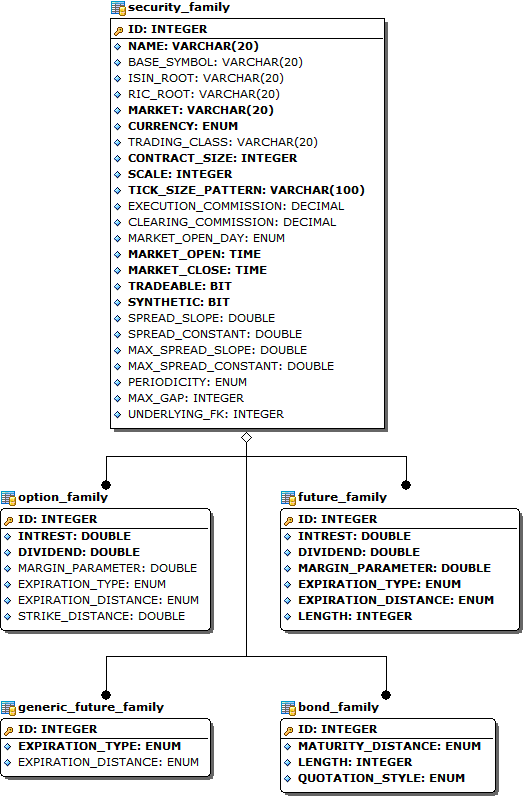 security_family
ID: INTEGER
NAME: VARCHAR(20)
BASE_SYMBOL: VARCHAR(20)
ISIN_ROOT: VARCHAR(20)
RIC_ROOT: VARCHAR(20)
MARKET: VARCHAR(20)
CURRENCY: ENUM
TRADING_CLASS: VARCHAR(20)
CONTRACT_SIZE: INTEGER
SCALE: INTEGER
TICK_SIZE_PATTERN: VARCHAR(100)
EXECUTION_COMMISSION: DECIMAL
CLEARING_COMMISSION: DECIMAL
MARKET_OPEN_DAY: ENUM
MARKET_OPEN: TIME
MARKET_CLOSE: TIME
TRADEABLE: BIT
SYNTHETIC: BIT
SPREAD_SLOPE: DOUBLE
SPREAD_CONSTANT: DOUBLE
MAX_SPREAD_SLOPE: DOUBLE
MAX_SPREAD_CONSTANT: DOUBLE
PERIODICITY: ENUM
MAX_GAP: INTEGER
UNDERLYING_FK: INTEGER
option_family
ID: INTEGER
INTREST: DOUBLE
DIVIDEND: DOUBLE
MARGIN_PARAMETER: DOUBLE
EXPIRATION_TYPE: ENUM
EXPIRATION_DISTANCE: ENUM
STRIKE_DISTANCE: DOUBLE
future_family
ID: INTEGER
INTREST: DOUBLE
DIVIDEND: DOUBLE
MARGIN_PARAMETER: DOUBLE
EXPIRATION_TYPE: ENUM
EXPIRATION_DISTANCE: ENUM
LENGTH: INTEGER
generic_future_family
ID: INTEGER
EXPIRATION_TYPE: ENUM
EXPIRATION_DISTANCE: ENUM
bond_family
ID: INTEGER
MATURITY_DISTANCE: ENUM
LENGTH: INTEGER
QUOTATION_STYLE: ENUM